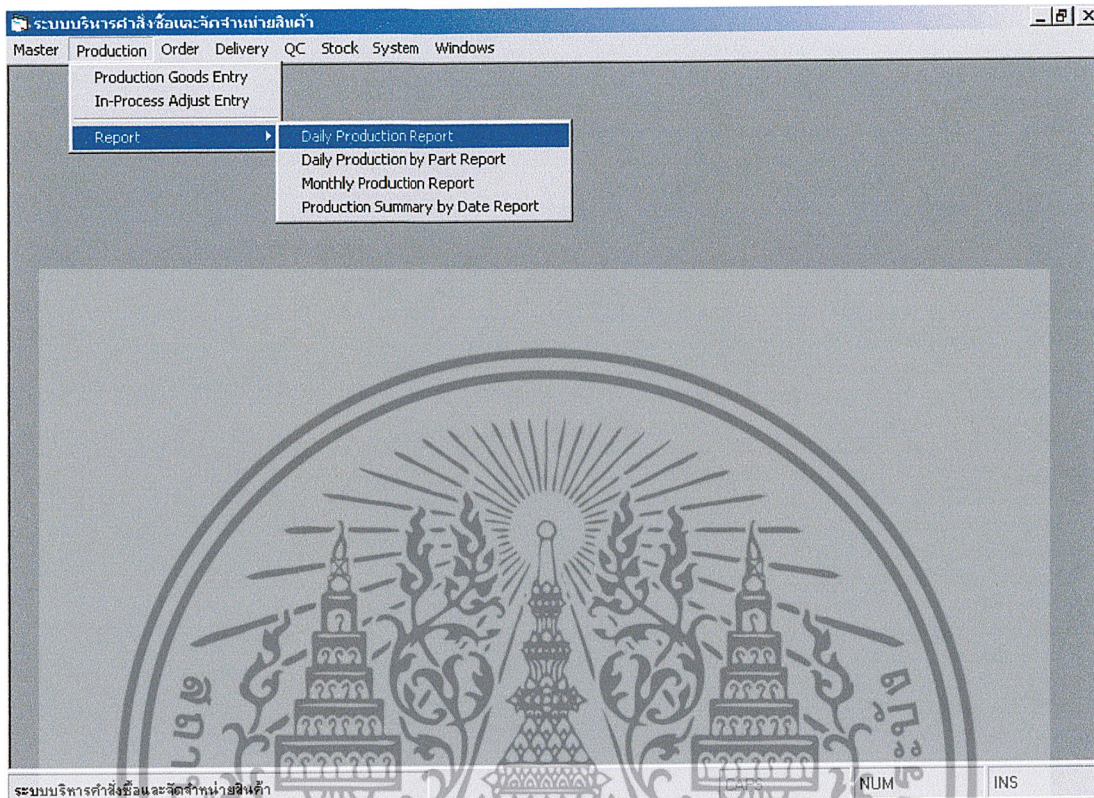 ระบบบริหารคำสั่งซื้อและจัดจำหน่ายสินค้า
Master Production Order Delivery QC Stock System Windows
Production Goods Entry
In-Process Adjust Entry
Report
Daily Production Report
Daily Production by Part Report
Monthly Production Report
Production Summary by Date Report
ระบบบริหารคำสั่งซื้อและจัดจำหน่ายสินค้า CAPS NUM INS